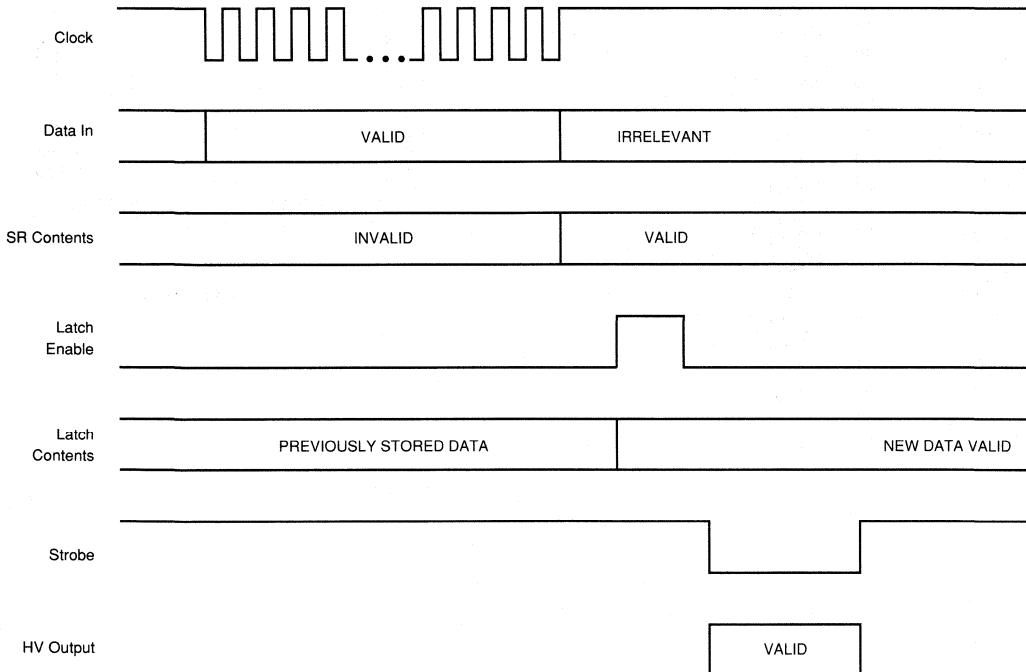 Clock
Data In
VALID
IRRELEVANT
SR Contents
INVALID
VALID
Latch
Enable
Latch
Contents
PREVIOUSLY STORED DATA
NEW DATA VALID
Strobe
HV Output
VALID